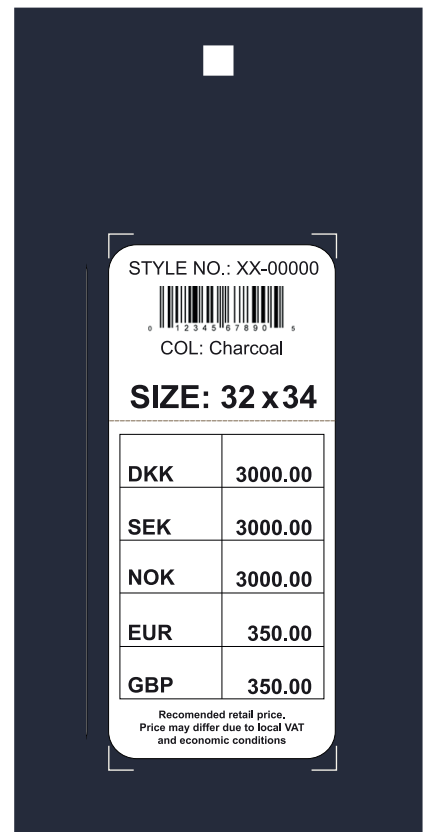 STYLE NO.: XX-00000
0 12345 67890 5
COL: Charcoal
SIZE: 32 x 34
DKK 3000.00
SEK 3000.00
NOK 3000.00
EUR 350.00
GBP 350.00
Recomended retail price.
Price may differ due to local VAT
and economic conditions